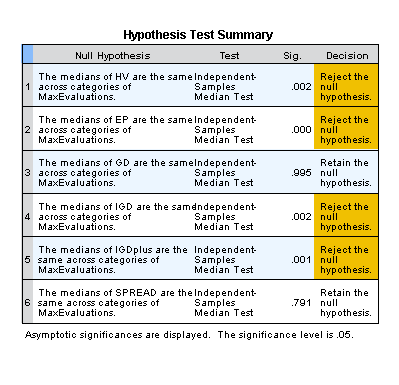 Hypothesis Test Summary
Null Hypothesis Test Sig. Decision
1 The medians of HV are the same across categories of MaxEvaluations. Independent-Samples Median Test .002 Reject the null hypothesis.
2 The medians of EP are the same across categories of MaxEvaluations. Independent-Samples Median Test .000 Reject the null hypothesis.
3 The medians of GD are the same across categories of MaxEvaluations. Independent-Samples Median Test .995 Retain the null hypothesis.
4 The medians of IGD are the same across categories of MaxEvaluations. Independent-Samples Median Test .002 Reject the null hypothesis.
5 The medians of IGDplus are the same across categories of MaxEvaluations. Independent-Samples Median Test .001 Reject the null hypothesis.
6 The medians of SPREAD are the same across categories of MaxEvaluations. Independent-Samples Median Test .791 Retain the null hypothesis.
Asymptotic significances are displayed. The significance level is .05.